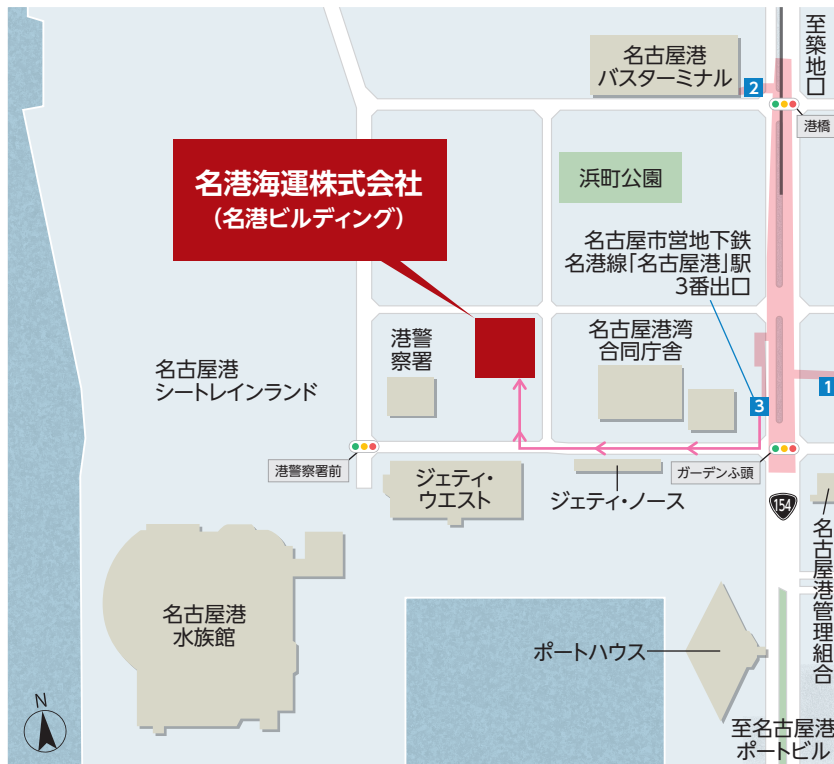 至築地口
名古屋港
バスターミナル
2
港橋
名港海運株式会社
(名港ビルディング)
浜町公園
名古屋市営地下鉄
名港線「名古屋港」駅
3番出口
港警
察署
名古屋港湾
合同庁舎
名古屋港
シートレインランド
1
3
港警察署前
ガーデンふ頭
ジェティ・
ウエスト
ジェティ・ノース
154
名古屋港管理組合
名古屋港
水族館
ポートハウス
N
至名古屋港
ポートビル